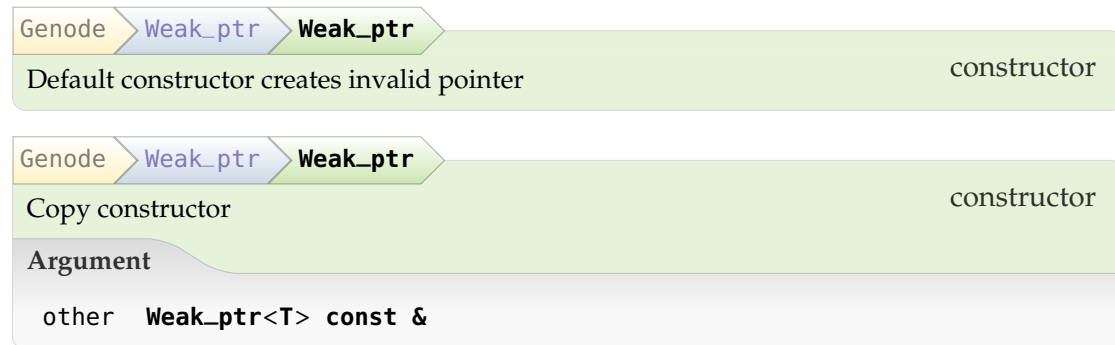 Genode Weak_ptr Weak_ptr
Default constructor creates invalid pointer constructor
Genode Weak_ptr Weak_ptr
Copy constructor constructor
Argument
other Weak_ptr<T> const &